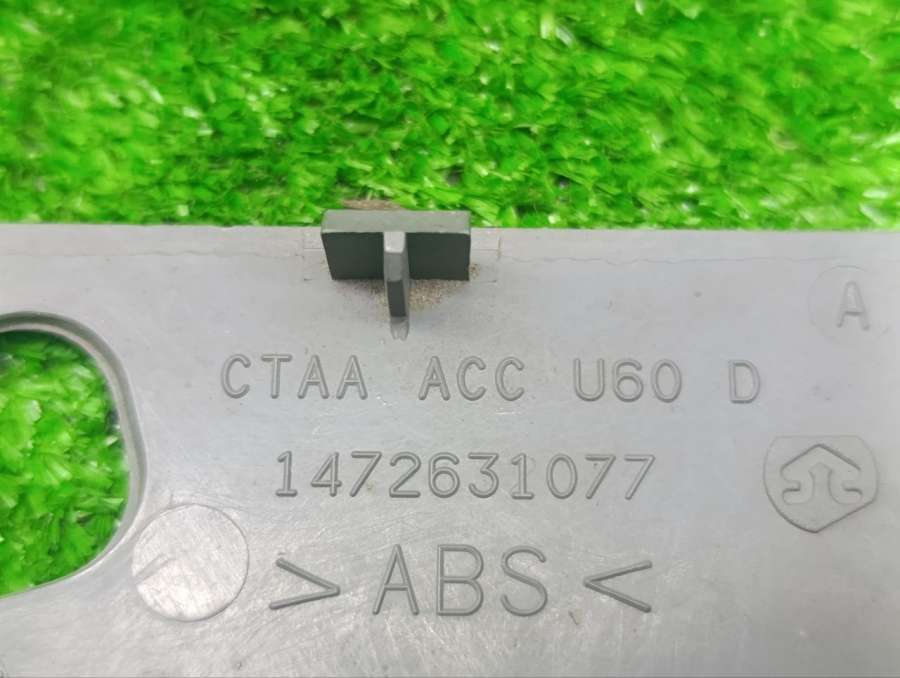 A
CTAA ACC U60 D
1472631077
>ABS<